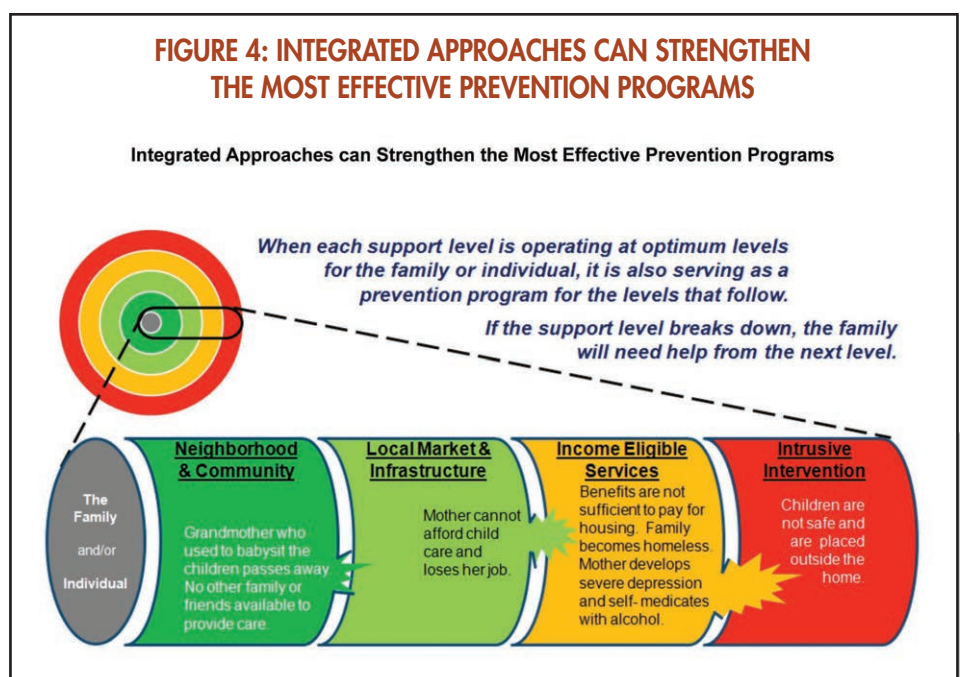 FIGURE 4: INTEGRATED APPROACHES CAN STRENGTHEN
THE MOST EFFECTIVE PREVENTION PROGRAMS
Integrated Approaches can Strengthen the Most Effective Prevention Programs
When each support level is operating at optimum levels
for the family or individual, it is also serving as a
prevention program for the levels that follow.
If the support level breaks down, the family
will need help from the next level.
The
Family
and/or
Individual
Neighborhood
& Community
Grandmother who
used to babysit the
children passes away.
No other family or
friends available to
provide care.
Local Market &
Infrastructure
Mother cannot
afford child
care and
loses her job.
Income Eligible
Services
Benefits are not
sufficient to pay for
housing. Family
becomes homeless.
Mother develops
severe depression
and self- medicates
with alcohol.
Intrusive
Intervention
Children are
not safe and
are placed
outside the
home.